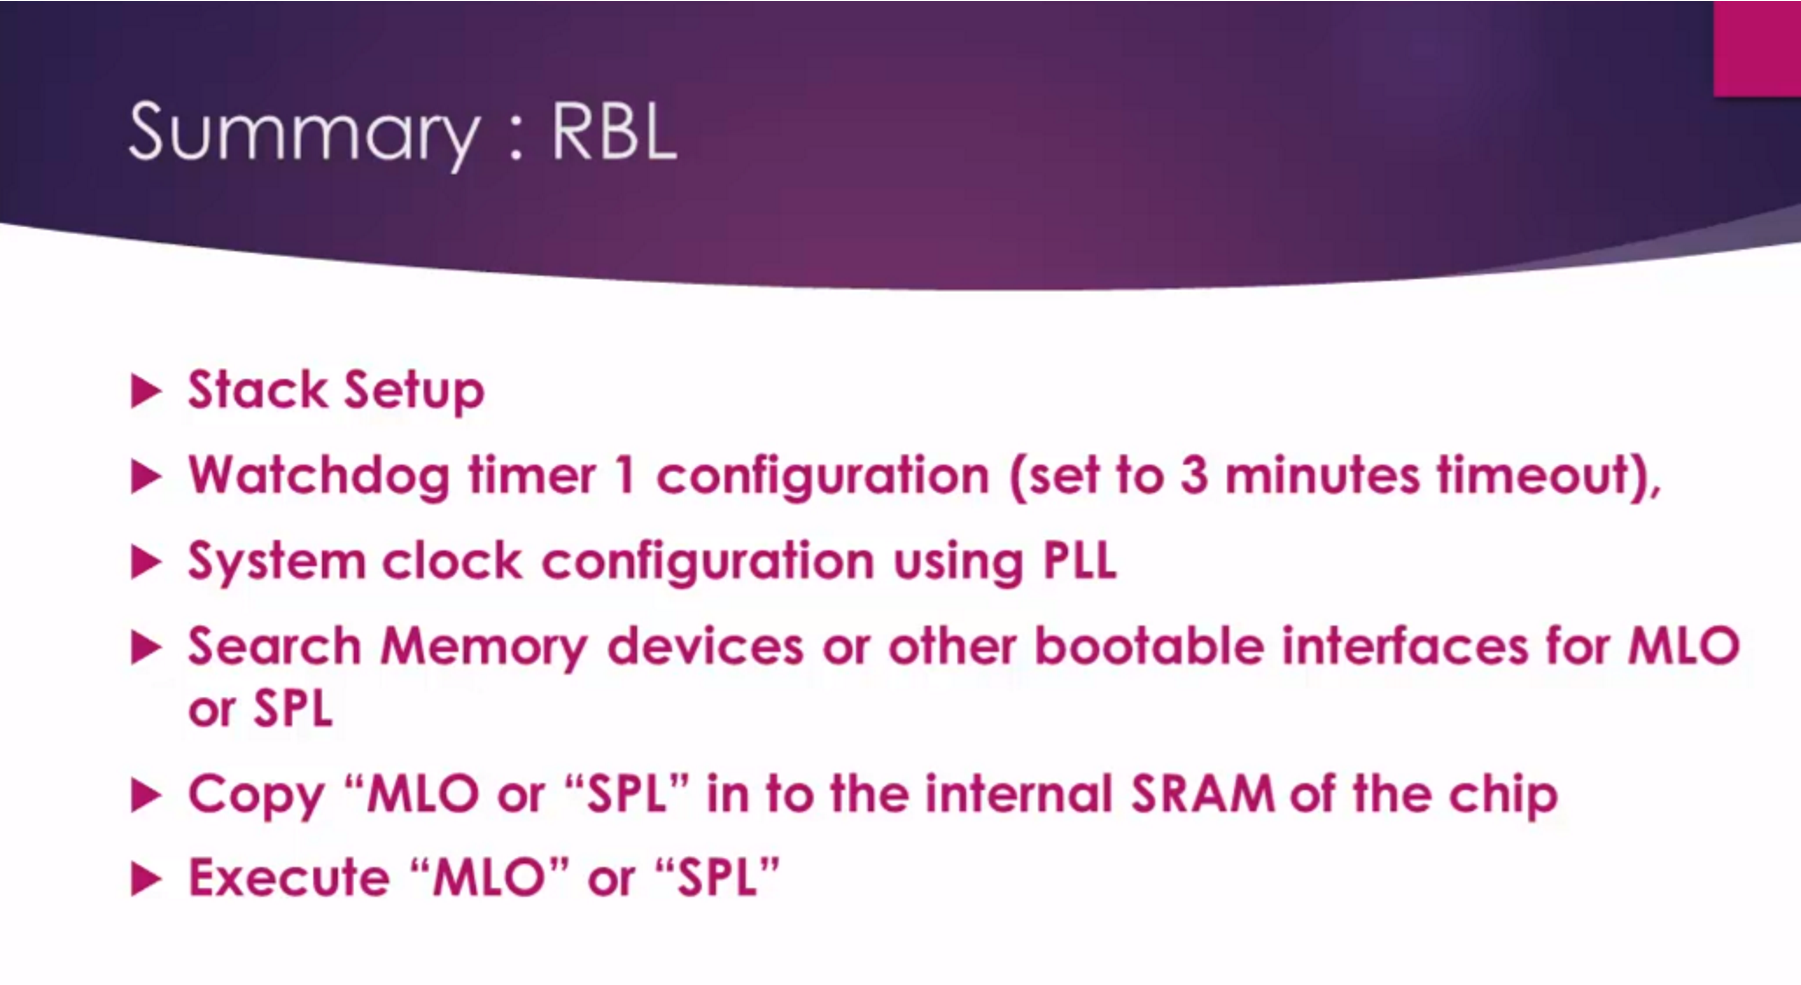 Summary : RBL
Stack Setup
Watchdog timer 1 configuration (set to 3 minutes timeout),
System clock configuration using PLL
Search Memory devices or other bootable interfaces for MLO
or SPL
Copy “MLO or “SPL” in to the internal SRAM of the chip
Execute “MLO” or “SPL”